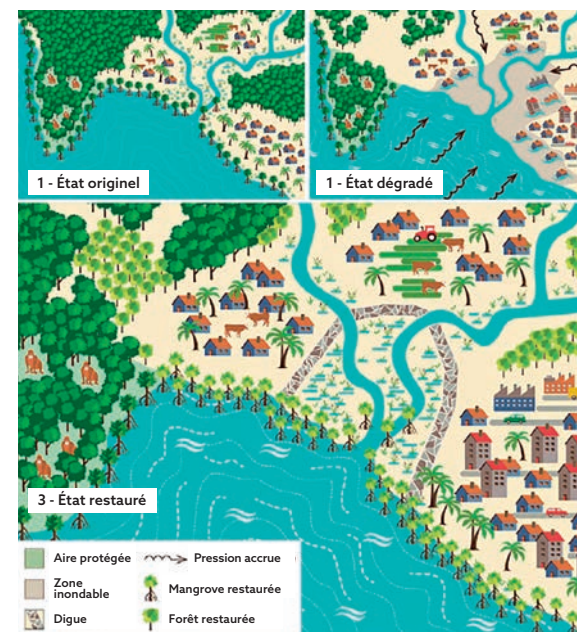 1 - État originel
1 - État dégradé
3 - État restauré
Aire protégée
Pression accrue
Zone
inondable
Mangrove restaurée
Digue
Forêt restaurée